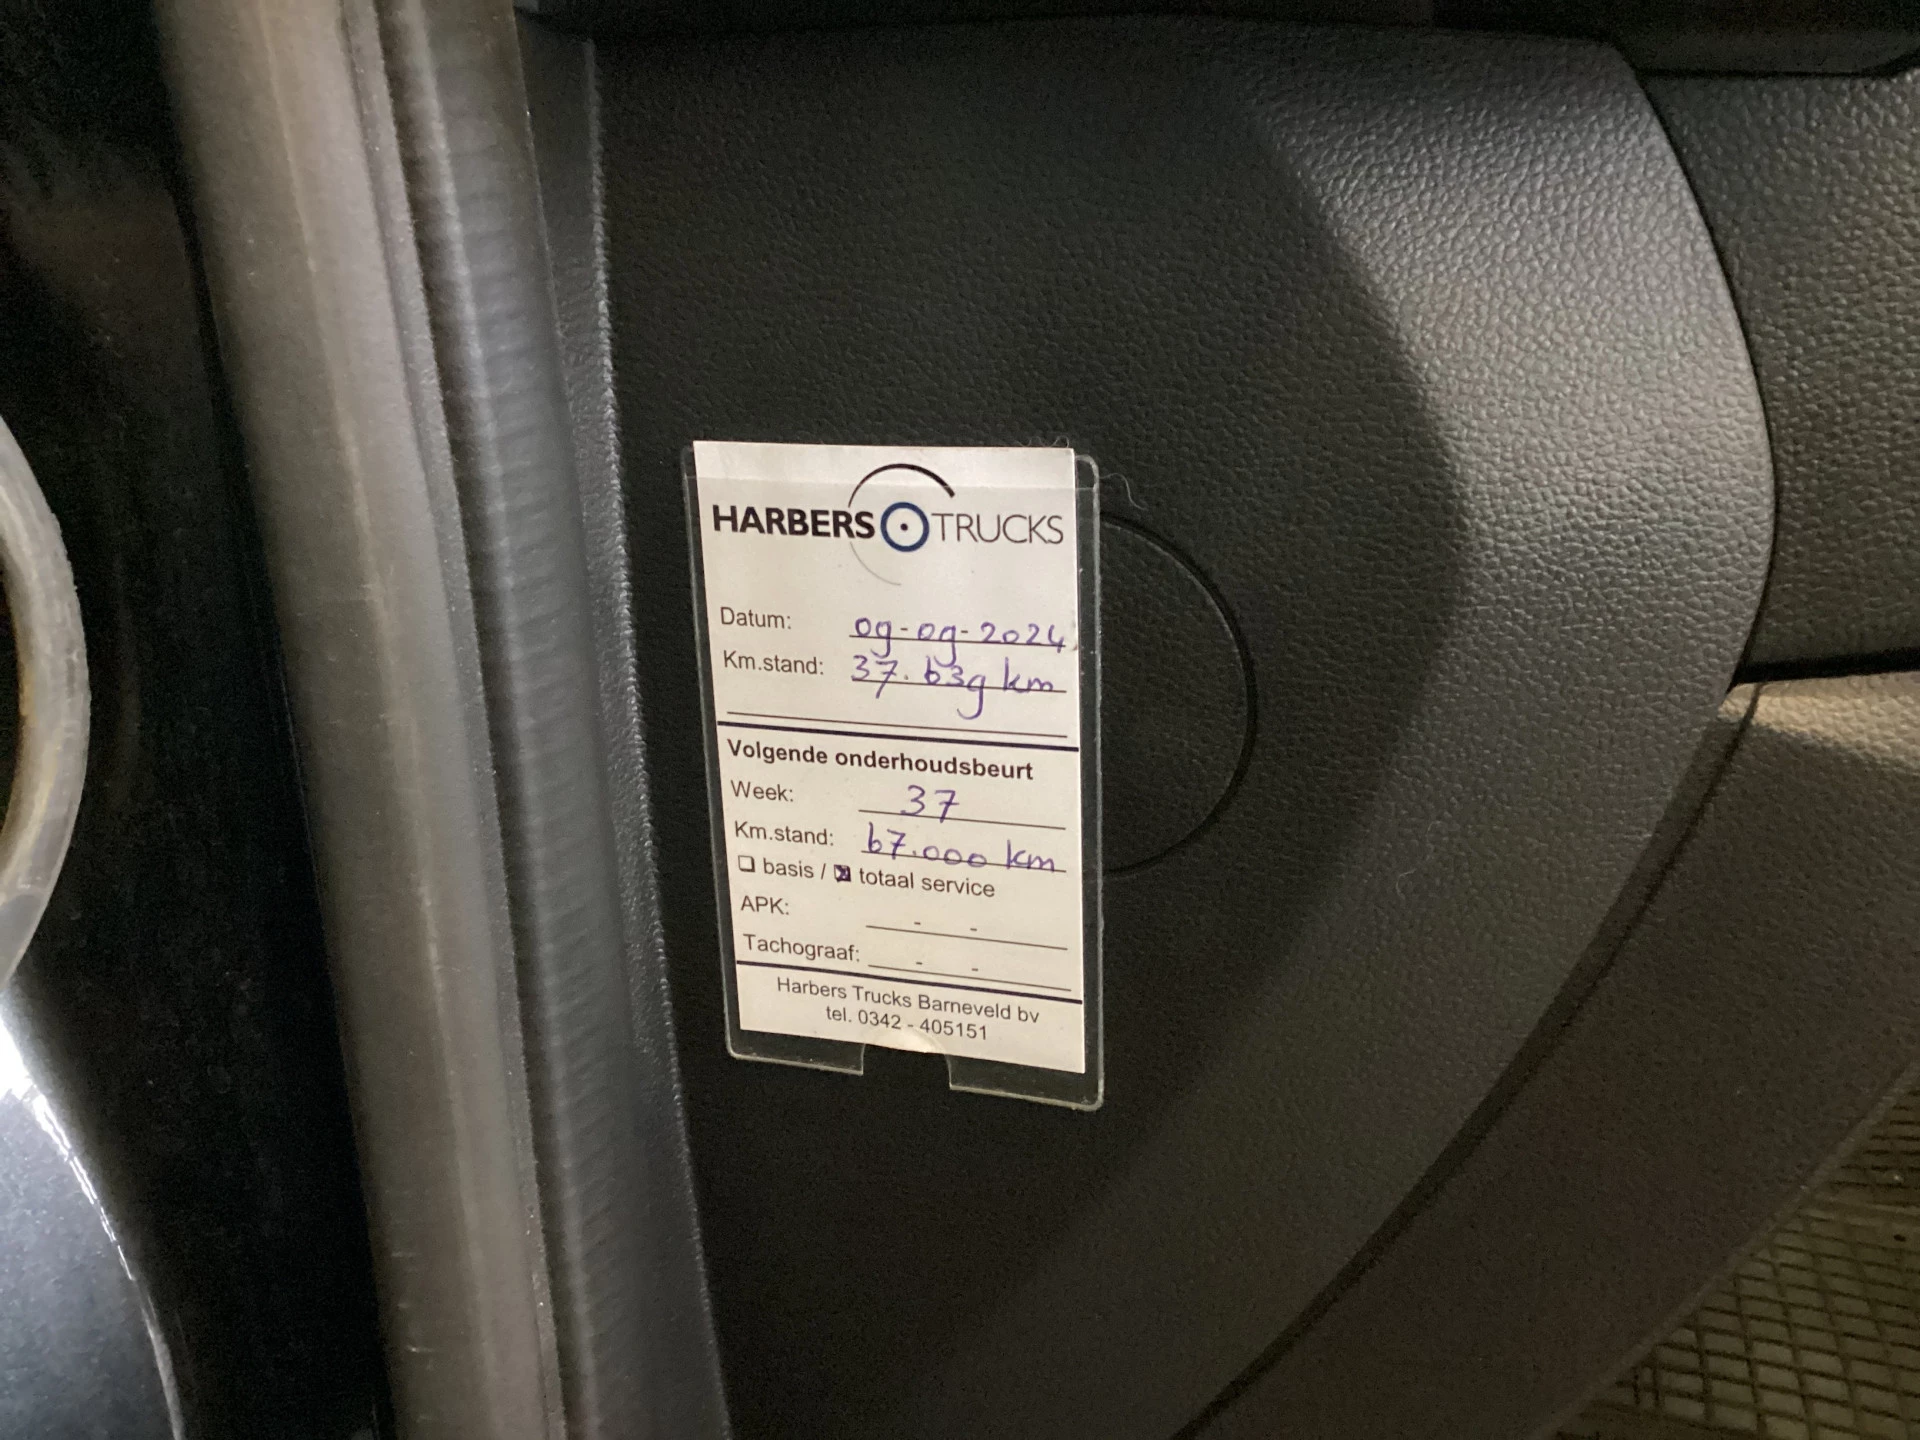 HARBERS TRUCKS
Datum: 09-09-2024
Km.stand: 37.639 km
Volgende onderhoudsbeurt
Week: 37
Km.stand: 67.000 km
☐ basis / ☒ totaal service
APK: - -
Tachograaf: - -
Harbers Trucks Barneveld bv
tel. 0342 - 405151